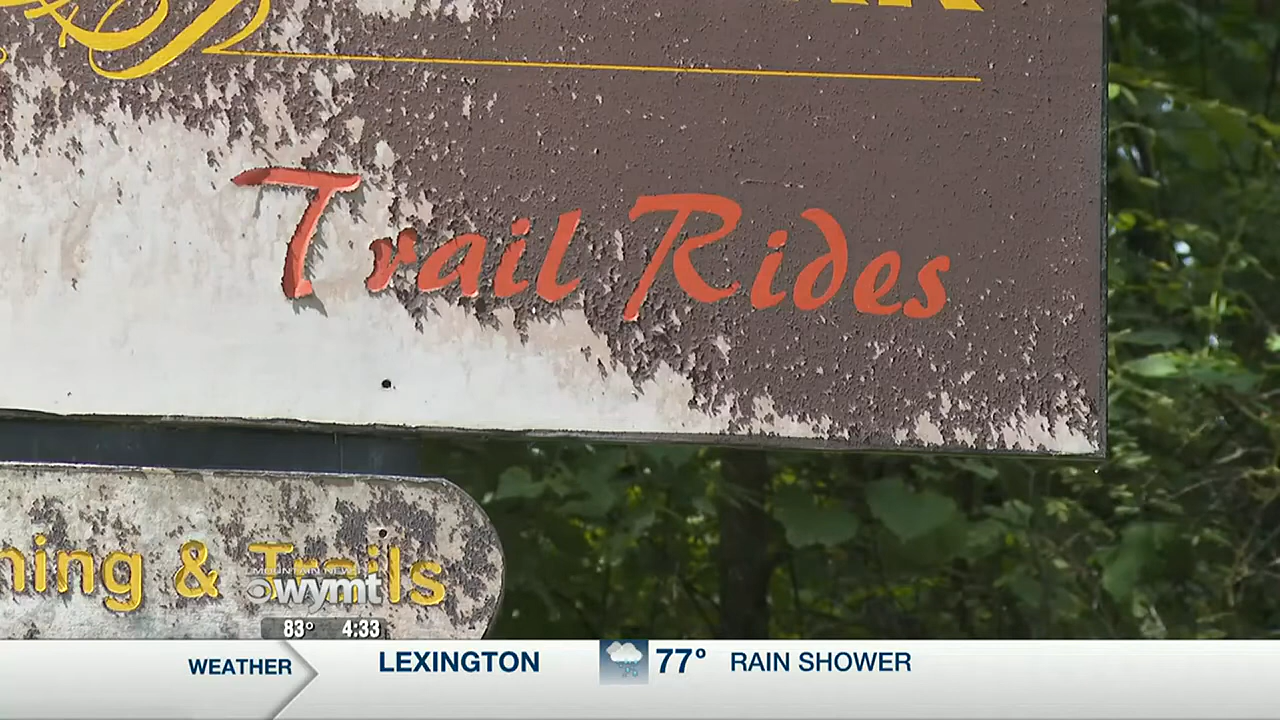 Trail Rides
ning & Trails
MOUNTAIN NEWS
wymt
83° 4:33
WEATHER LEXINGTON 77° RAIN SHOWER